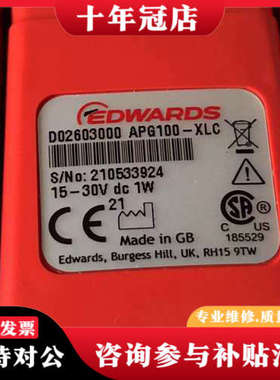 十年冠店
EDWARDS
D02603000 APG100-XLC
S/No: 210533924
15-30V dc 1W
21
CE
SA
C US
185529
Made in GB
Edwards, Burgess Hill, UK, RH15 9TW
专业维修,质
发票
持对公
咨询参与补贴活